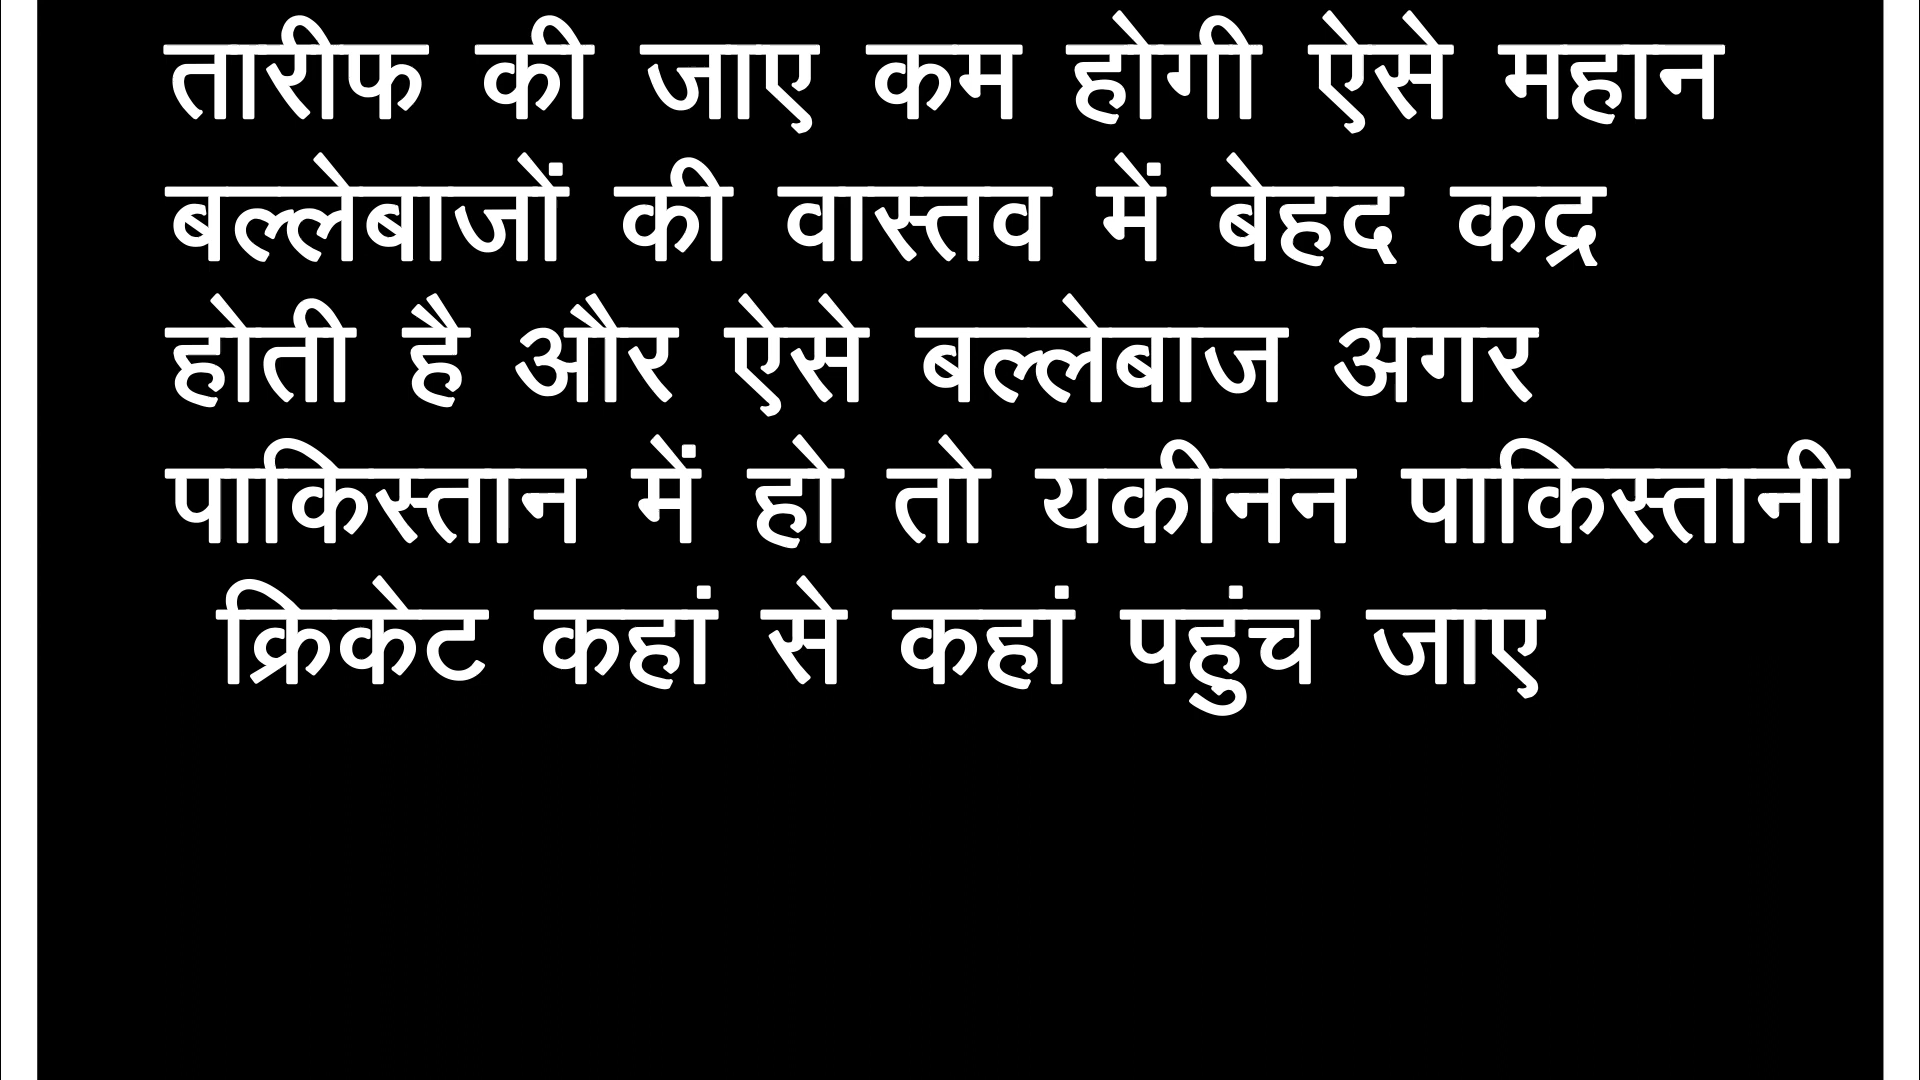 तारीफ की जाए कम होगी ऐसे महान
बल्लेबाजों की वास्तव में बेहद कद्र
होती है और ऐसे बल्लेबाज अगर
पाकिस्तान में हो तो यकीनन पाकिस्तानी
क्रिकेट कहां से कहां पहुंच जाए